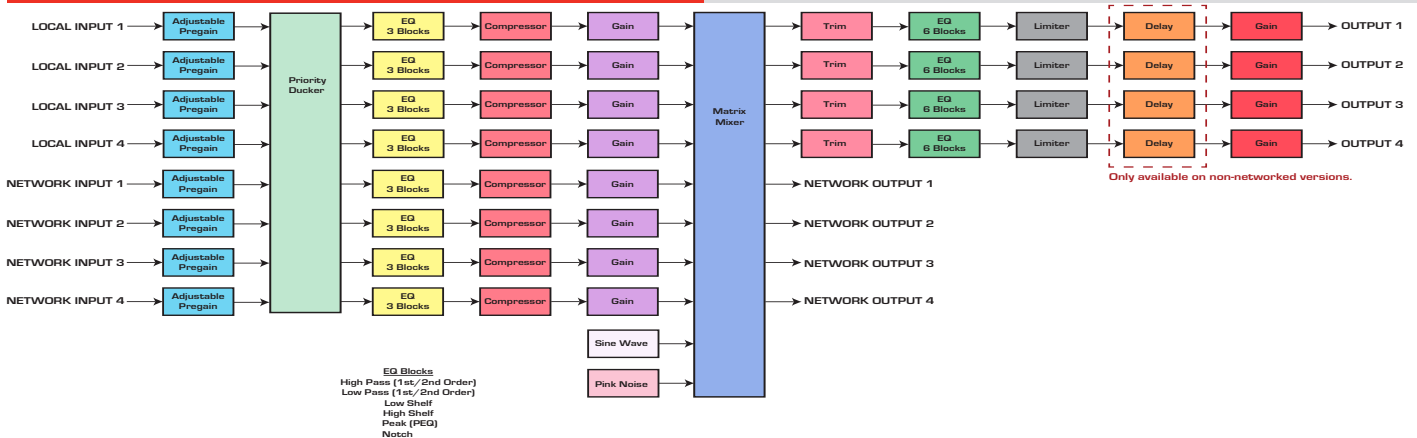 LOCAL INPUT 1
Adjustable
Pregain
EQ
3 Blocks
Compressor
Gain
Trim
EQ
6 Blocks
Limiter
Delay
Gain
OUTPUT 1
LOCAL INPUT 2
Adjustable
Pregain
Priority
Ducker
EQ
3 Blocks
Compressor
Gain
Trim
EQ
6 Blocks
Limiter
Delay
Gain
OUTPUT 2
LOCAL INPUT 3
Adjustable
Pregain
EQ
3 Blocks
Compressor
Gain
Matrix
Mixer
Trim
EQ
6 Blocks
Limiter
Delay
Gain
OUTPUT 3
LOCAL INPUT 4
Adjustable
Pregain
EQ
3 Blocks
Compressor
Gain
Trim
EQ
6 Blocks
Limiter
Delay
Gain
OUTPUT 4
Only available on non-networked versions.
NETWORK INPUT 1
Adjustable
Pregain
EQ
3 Blocks
Compressor
Gain
NETWORK OUTPUT 1
NETWORK INPUT 2
Adjustable
Pregain
EQ
3 Blocks
Compressor
Gain
NETWORK OUTPUT 2
NETWORK INPUT 3
Adjustable
Pregain
EQ
3 Blocks
Compressor
Gain
NETWORK OUTPUT 3
NETWORK INPUT 4
Adjustable
Pregain
EQ
3 Blocks
Compressor
Gain
NETWORK OUTPUT 4
Sine Wave
Pink Noise
EQ Blocks
High Pass (1st/2nd Order)
Low Pass (1st/2nd Order)
Low Shelf
High Shelf
Peak (PEQ)
Notch